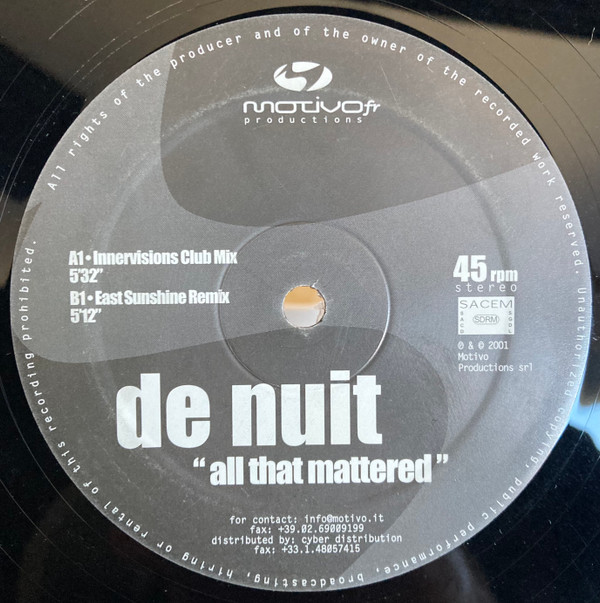 All rights of the producer and of the owner of the recorded work reserved. Unauthorized copying, public performance, broadcasting, hiring or rental of this recording prohibited.
motivo fr
productions
A1 • Innervisions Club Mix
5'32"
B1 • East Sunshine Remix
5'12"
45 rpm
stereo
SACEM
SDRM
SACD
SGDL
℗ & © 2001
Motivo
Productions srl
de nuit
“ all that mattered ”
for contact: info@motivo.it
fax: +39.02.69009199
distributed by: cyber distribution
fax: +33.1.48057415